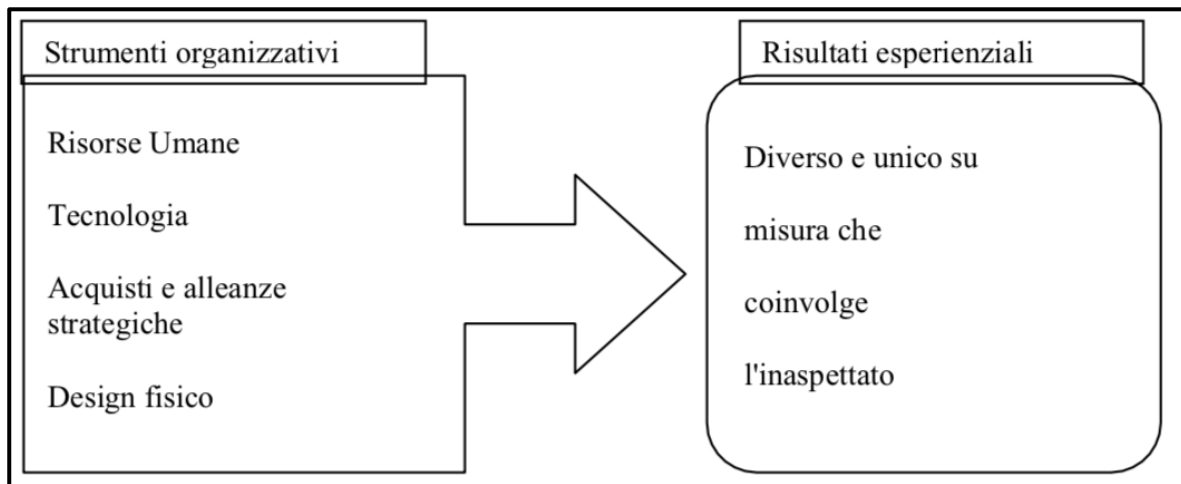 Strumenti organizzativi
Risorse Umane
Tecnologia
Acquisti e alleanze
strategiche
Design fisico
Risultati esperienziali
Diverso e unico su
misura che
coinvolge
l'inaspettato